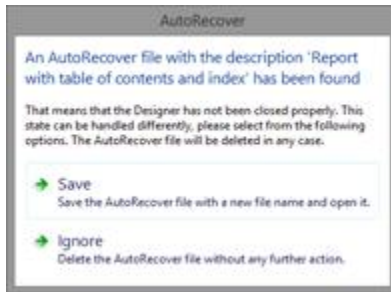 AutoRecover
An AutoRecover file with the description 'Report
with table of contents and index' has been found
That means that the Designer has not been closed properly. This
state can be handled differently, please select from the following
options. The AutoRecover file will be deleted in any case.
Save
Save the AutoRecover file with a new file name and open it.
Ignore
Delete the AutoRecover file without any further action.